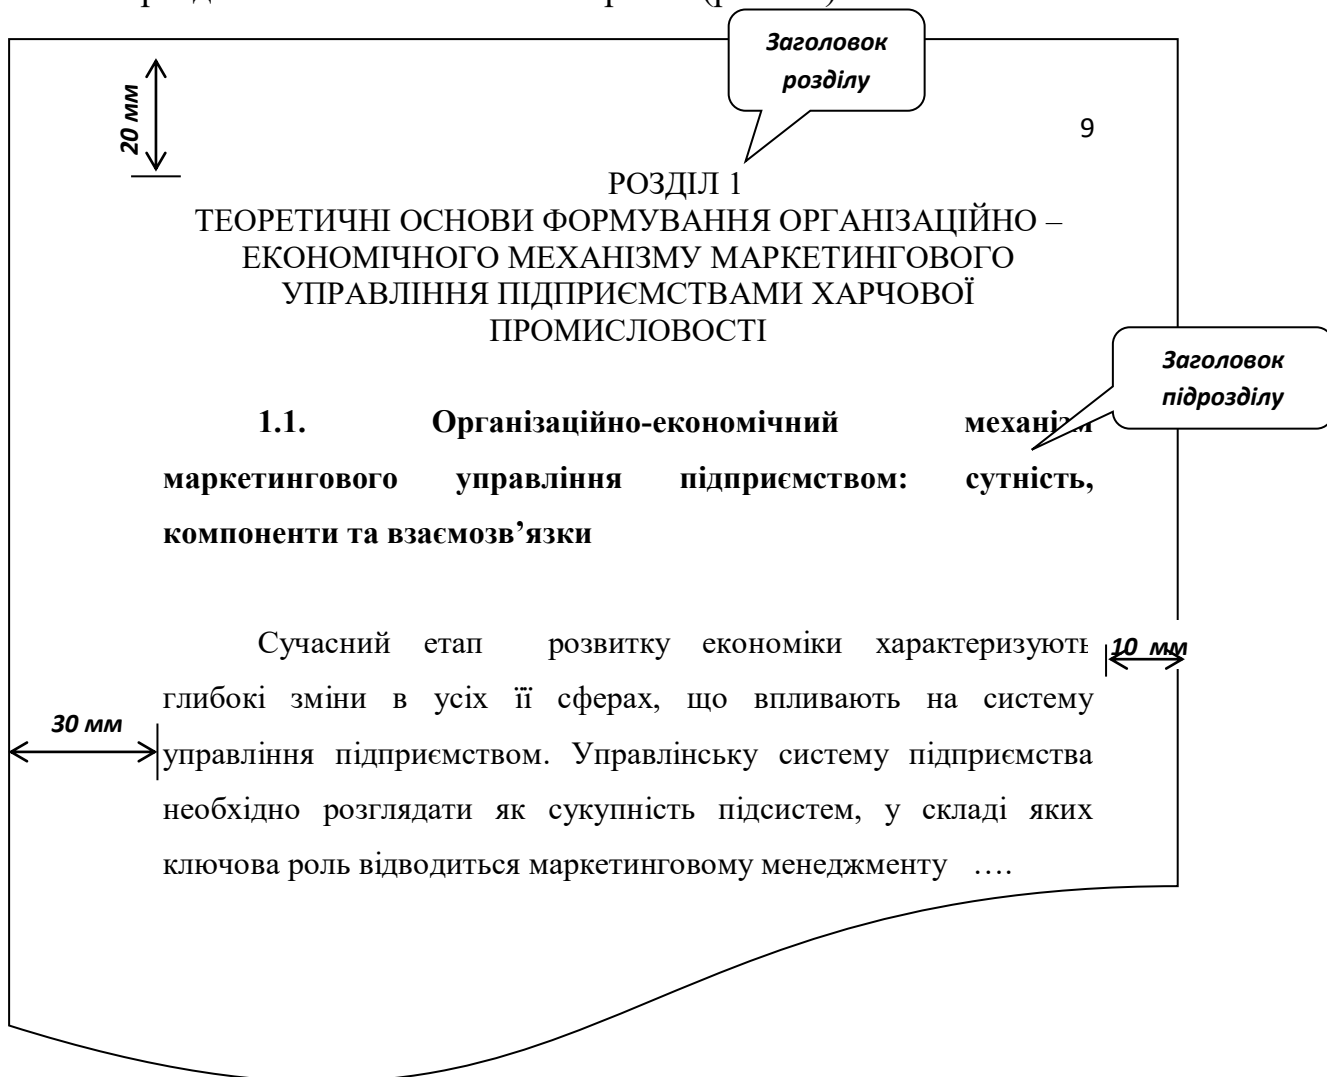 Заголовок
розділу
20 мм
9
РОЗДІЛ 1
ТЕОРЕТИЧНІ ОСНОВИ ФОРМУВАННЯ ОРГАНІЗАЦІЙНО –
ЕКОНОМІЧНОГО МЕХАНІЗМУ МАРКЕТИНГОВОГО
УПРАВЛІННЯ ПІДПРИЄМСТВАМИ ХАРЧОВОЇ
ПРОМИСЛОВОСТІ
Заголовок
підрозділу
1.1. Організаційно-економічний механізм
маркетингового управління підприємством: сутність,
компоненти та взаємозв’язки
Сучасний етап розвитку економіки характеризують
10 мм
глибокі зміни в усіх її сферах, що впливають на систему
30 мм
управління підприємством. Управлінську систему підприємства
необхідно розглядати як сукупність підсистем, у складі яких
ключова роль відводиться маркетинговому менеджменту ….